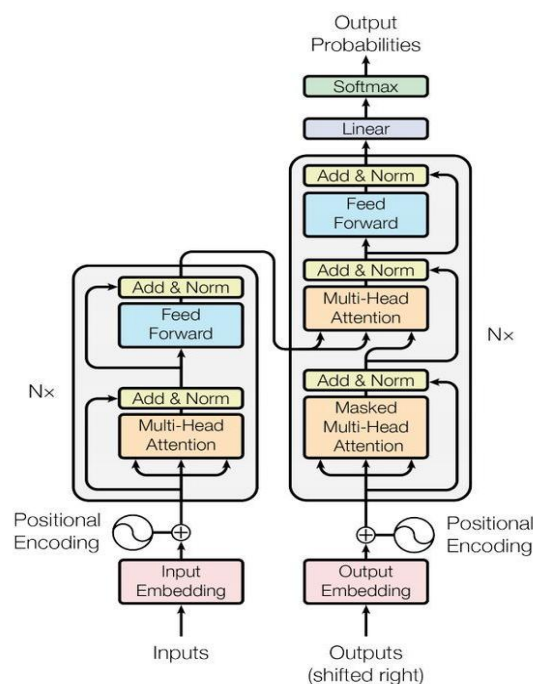 Output
Probabilities
Softmax
Linear
Add & Norm
Feed
Forward
Add & Norm
Multi-Head
Attention
Add & Norm
Masked
Multi-Head
Attention
Nx
Add & Norm
Feed
Forward
Add & Norm
Multi-Head
Attention
Nx
Positional
Encoding
Input
Embedding
Inputs
Positional
Encoding
Output
Embedding
Outputs
(shifted right)